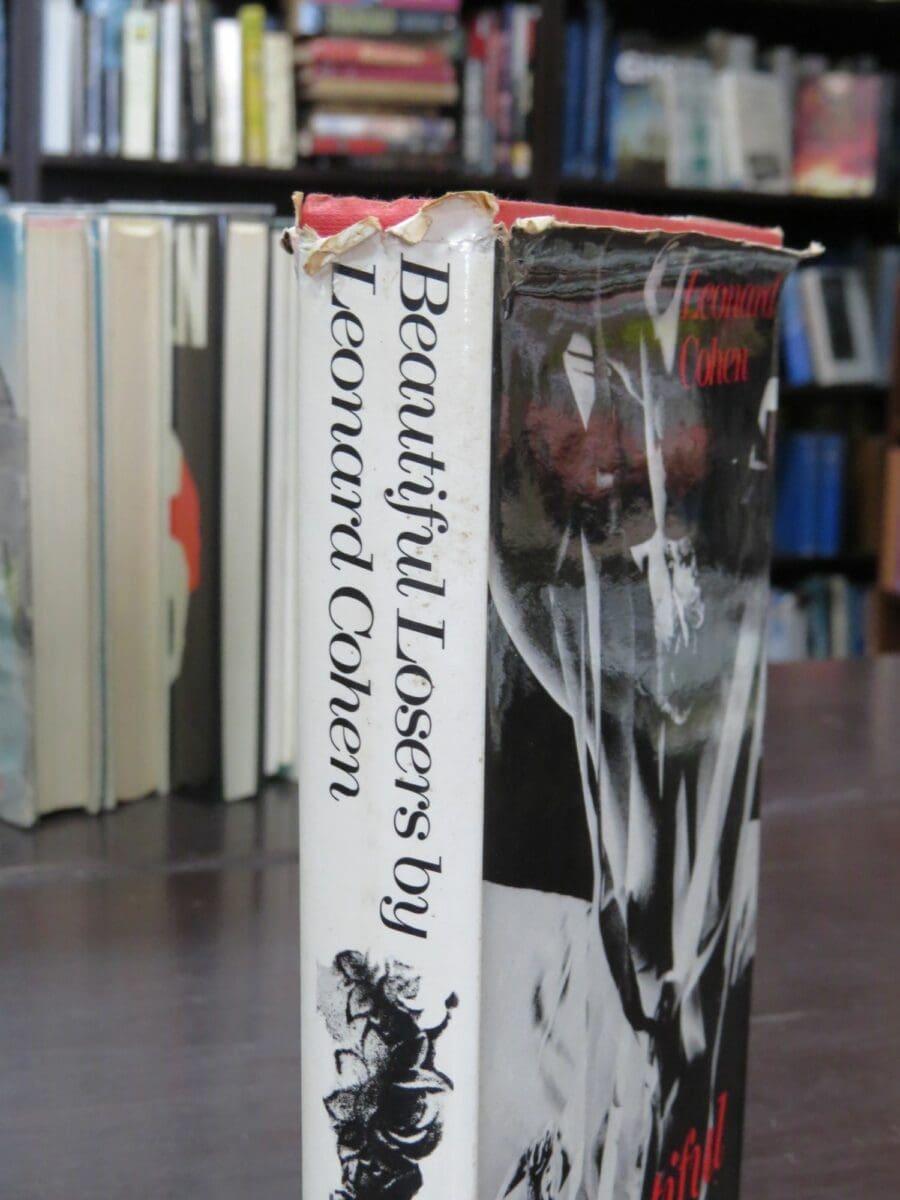 Beautiful Losers by
Leonard Cohen
Leonard
Cohen